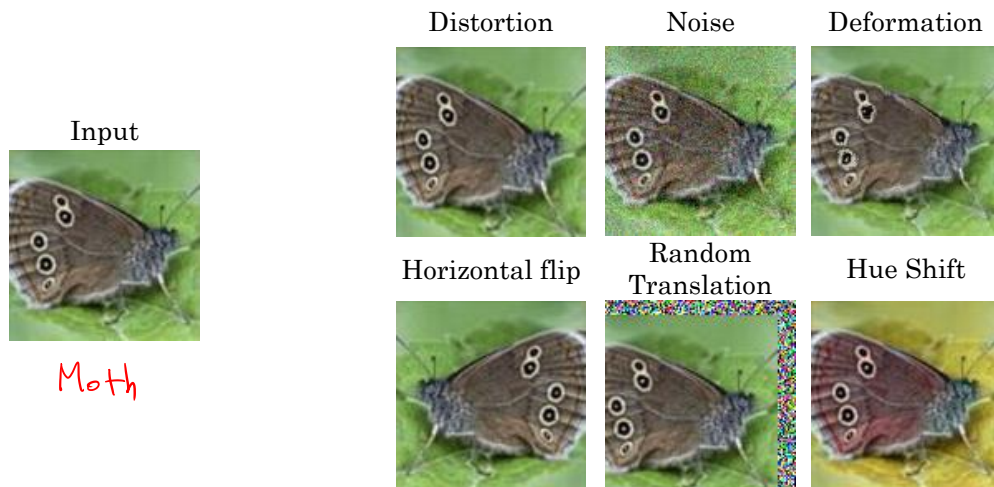 Distortion
Noise
Deformation
Input
Horizontal flip
Random
Translation
Hue Shift
Moth